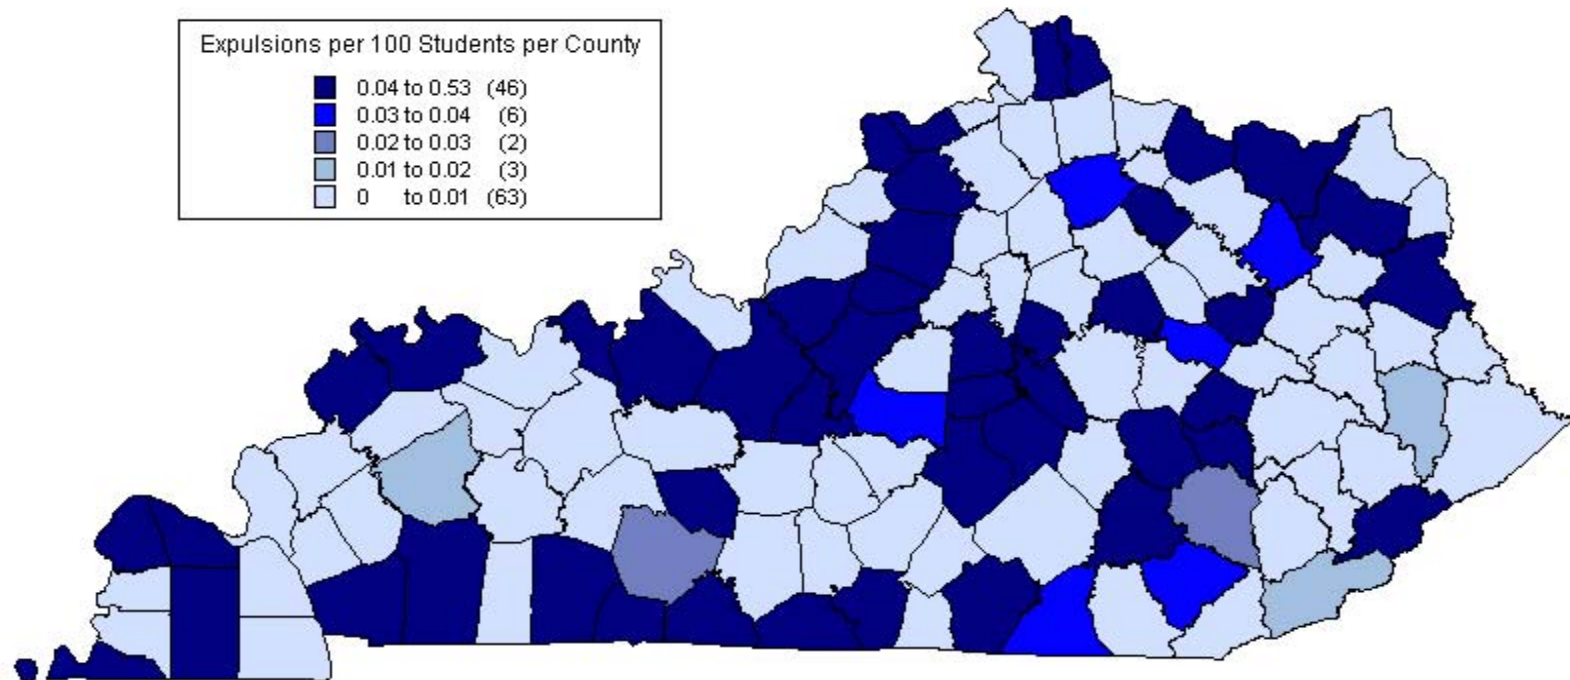 Expulsions per 100 Students per County
0.04 to 0.53 (46)
0.03 to 0.04 (6)
0.02 to 0.03 (2)
0.01 to 0.02 (3)
0 to 0.01 (63)